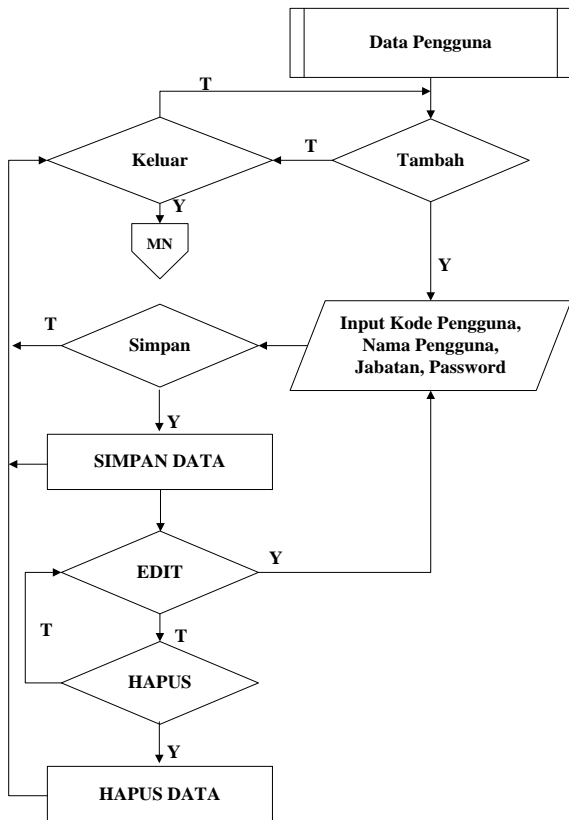 Data Pengguna
T
Keluar
T
Tambah
Y
MN
Y
T
Simpan
Input Kode Pengguna,
Nama Pengguna,
Jabatan, Password
Y
SIMPAN DATA
EDIT
Y
T
T
HAPUS
Y
HAPUS DATA